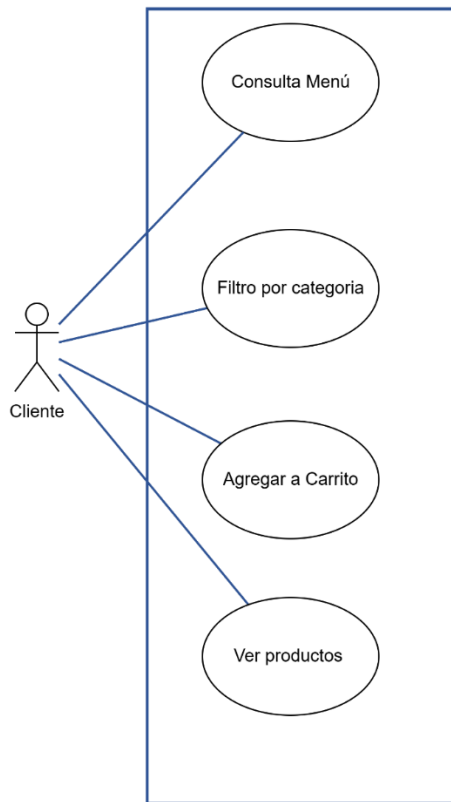 Consulta Menú
Filtro por categoria
Cliente
Agregar a Carrito
Ver productos